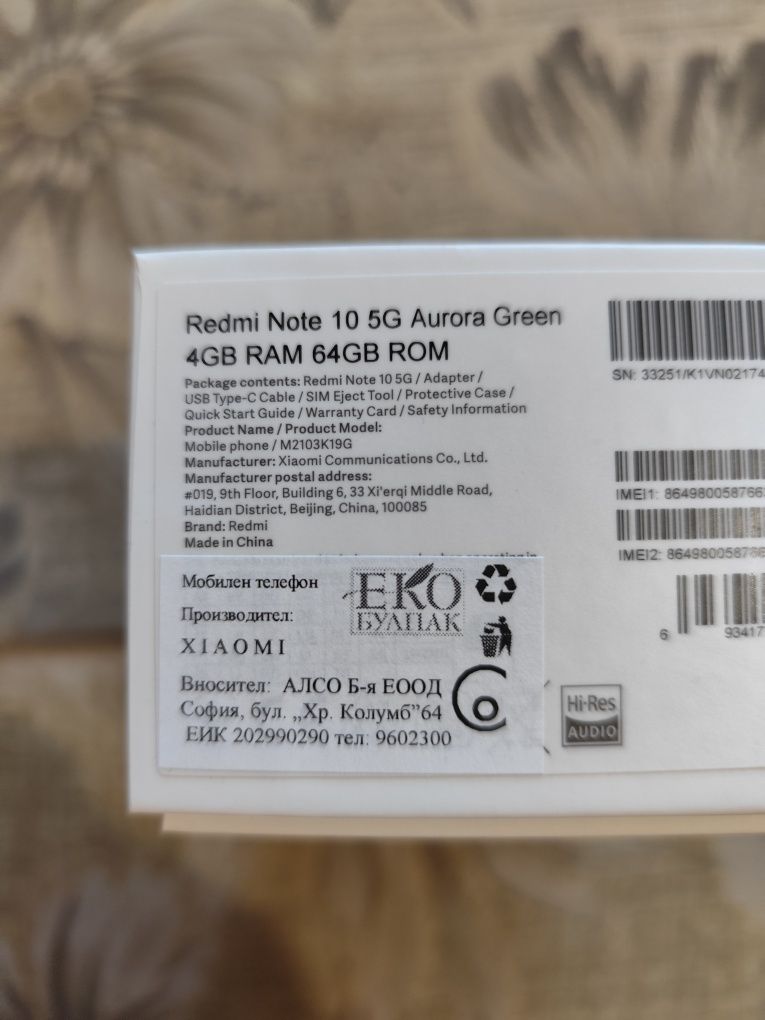 Redmi Note 10 5G Aurora Green
4GB RAM 64GB ROM
Package contents: Redmi Note 10 5G / Adapter /
USB Type-C Cable / SIM Eject Tool / Protective Case /
Quick Start Guide / Warranty Card / Safety Information
Product Name / Product Model:
Mobile phone / M2103K19G
Manufacturer: Xiaomi Communications Co., Ltd.
Manufacturer postal address:
#019, 9th Floor, Building 6, 33 Xi'erqi Middle Road,
Haidian District, Beijing, China, 100085
Brand: Redmi
Made in China
SN: 33251/K1VN02174
IMEI1: 86498005876
IMEI2: 86498005876
6 93417
Мобилен телефон
Производител:
XIAOMI
ЕКО
БУЛПАК
Вносител: АЛСО Б-я ЕООД
София, бул. „Хр. Колумб”64
ЕИК 202990290 тел: 9602300
Hi-Res
AUDIO